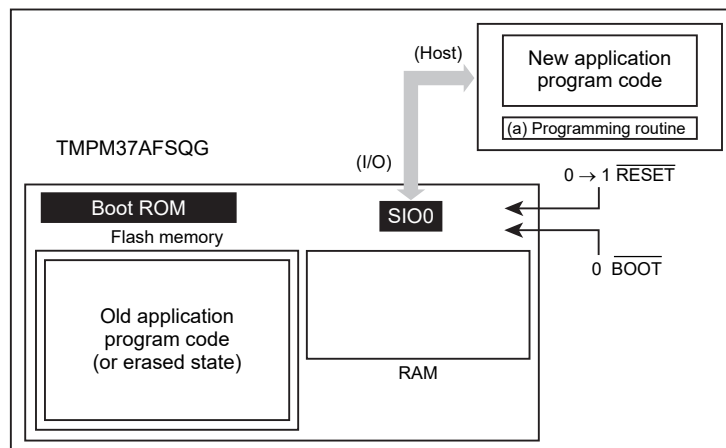 (Host)
New application
program code
(a) Programming routine
TMPM37AFSQG
(I/O)
0 → 1 RESET
Boot ROM
SIO0
Flash memory
0 BOOT
Old application
program code
(or erased state)
RAM